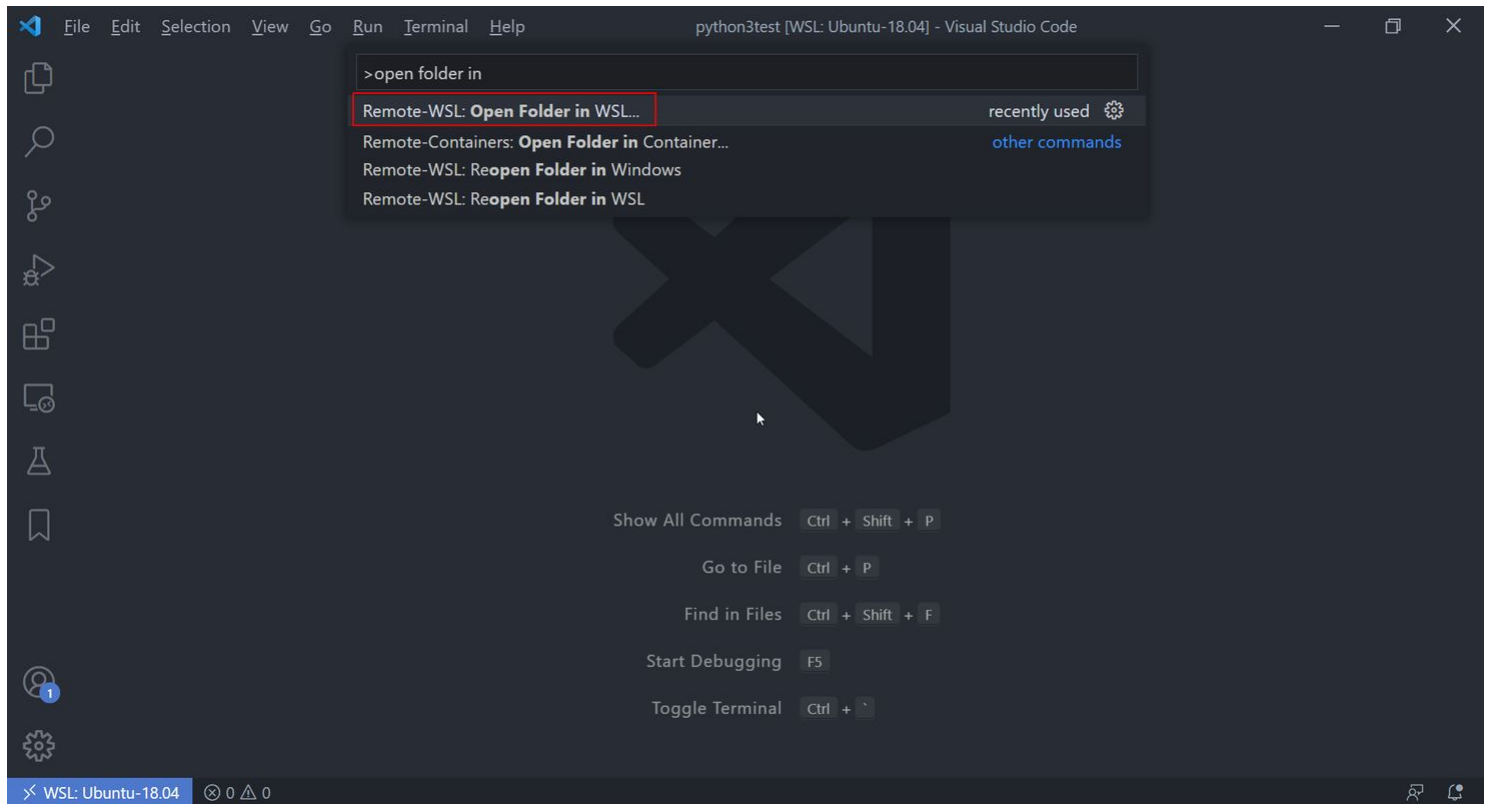 File Edit Selection View Go Run Terminal Help python3test [WSL: Ubuntu-18.04] - Visual Studio Code
>open folder in
Remote-WSL: Open Folder in WSL... recently used
Remote-Containers: Open Folder in Container... other commands
Remote-WSL: Reopen Folder in Windows
Remote-WSL: Reopen Folder in WSL
Show All Commands Ctrl + Shift + P
Go to File Ctrl + P
Find in Files Ctrl + Shift + F
Start Debugging F5
Toggle Terminal Ctrl + `
1
WSL: Ubuntu-18.04 0 0